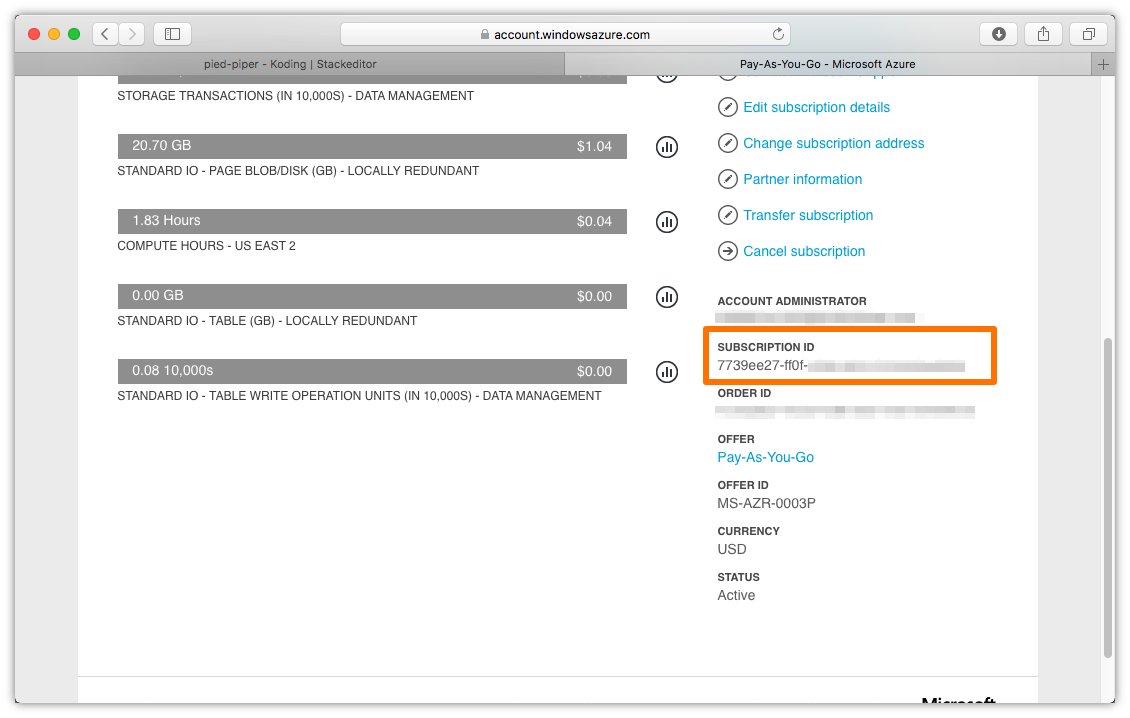 account.windowsazure.com
pied-piper - Koding | Stackeditor
Pay-As-You-Go - Microsoft Azure
STORAGE TRANSACTIONS (IN 10,000S) - DATA MANAGEMENT
20.70 GB $1.04
STANDARD IO - PAGE BLOB/DISK (GB) - LOCALLY REDUNDANT
1.83 Hours $0.04
COMPUTE HOURS - US EAST 2
0.00 GB $0.00
STANDARD IO - TABLE (GB) - LOCALLY REDUNDANT
0.08 10,000s $0.00
STANDARD IO - TABLE WRITE OPERATION UNITS (IN 10,000S) - DATA MANAGEMENT
Edit subscription details
Change subscription address
Partner information
Transfer subscription
Cancel subscription
ACCOUNT ADMINISTRATOR
SUBSCRIPTION ID
7739ee27-ff0f-
ORDER ID
OFFER
Pay-As-You-Go
OFFER ID
MS-AZR-0003P
CURRENCY
USD
STATUS
Active
Microsoft